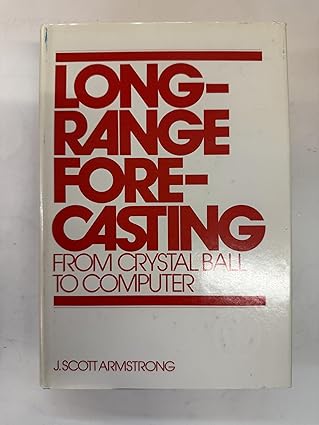 LONG-
RANGE
FORE-
CASTING
FROM CRYSTAL BALL
TO COMPUTER
J. SCOTT ARMSTRONG